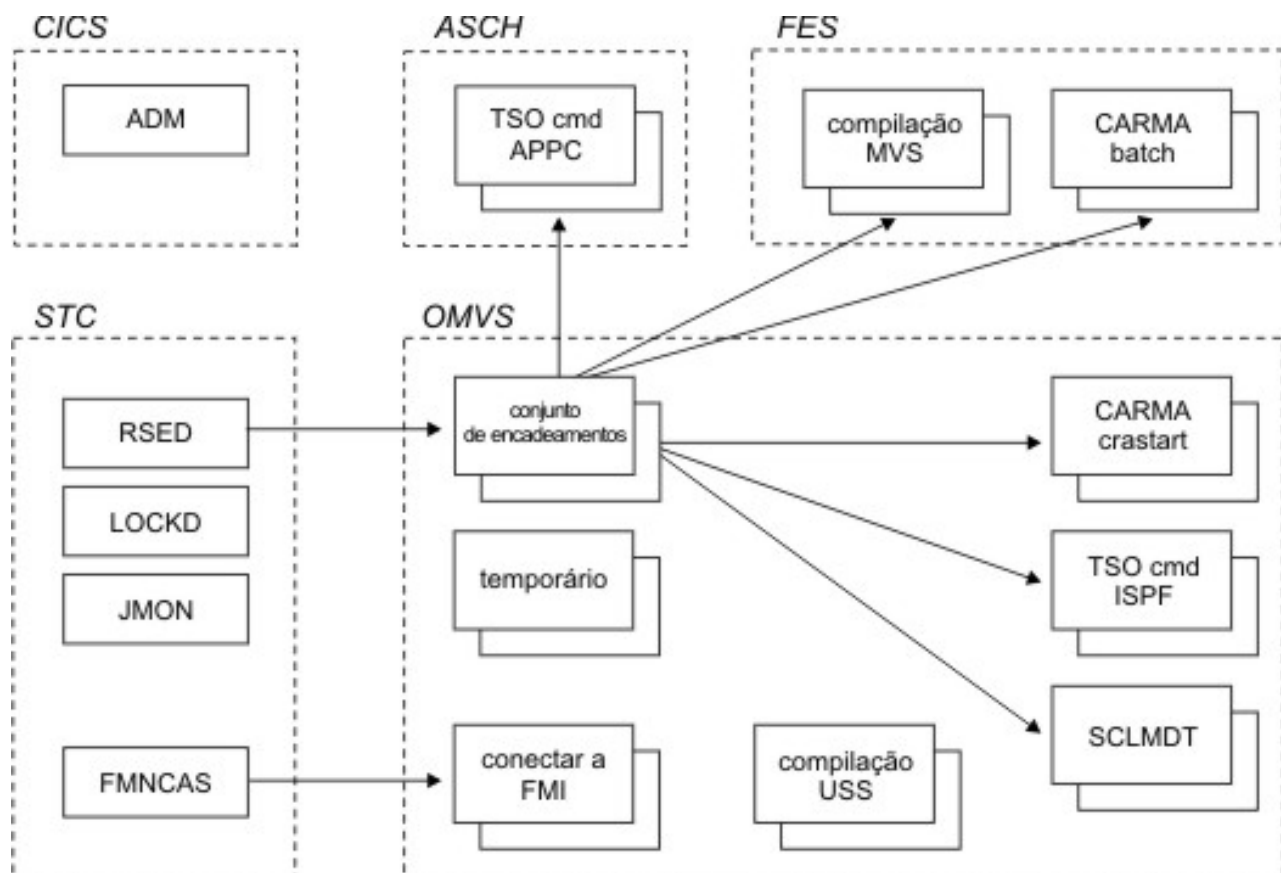 CICS
ADM
ASCH
TSO cmd
APPC
FES
compilação
MVS
CARMA
batch
STC
RSED
LOCKD
JMON
FMNCAS
OMVS
conjunto
de encadeamentos
CARMA
crastart
temporário
TSO cmd
ISPF
conectar a
FMI
compilação
USS
SCLMDT